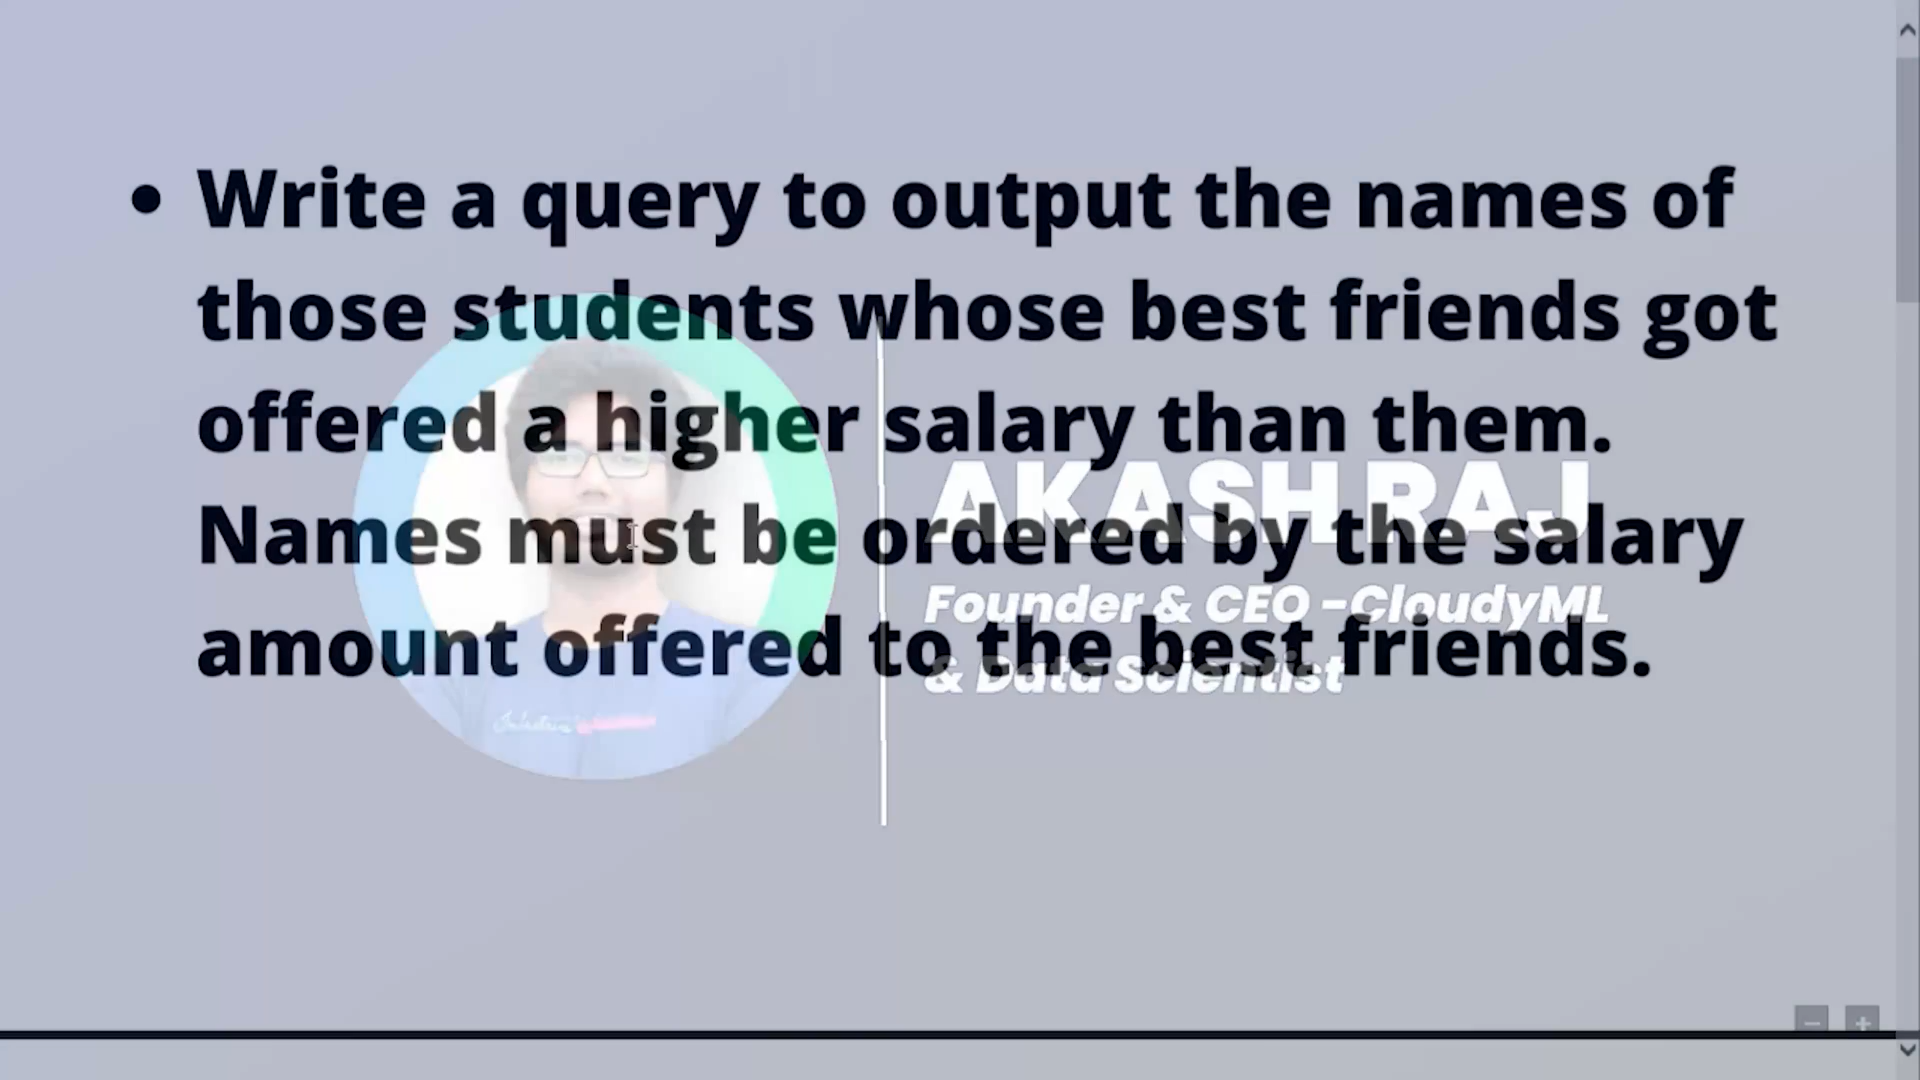 • Write a query to output the names of
those students whose best friends got
offered a higher salary than them.
Names must be ordered by the salary
amount offered to the best friends.
AKASH RAJ
Founder & CEO -CloudyML
& Data Scientist